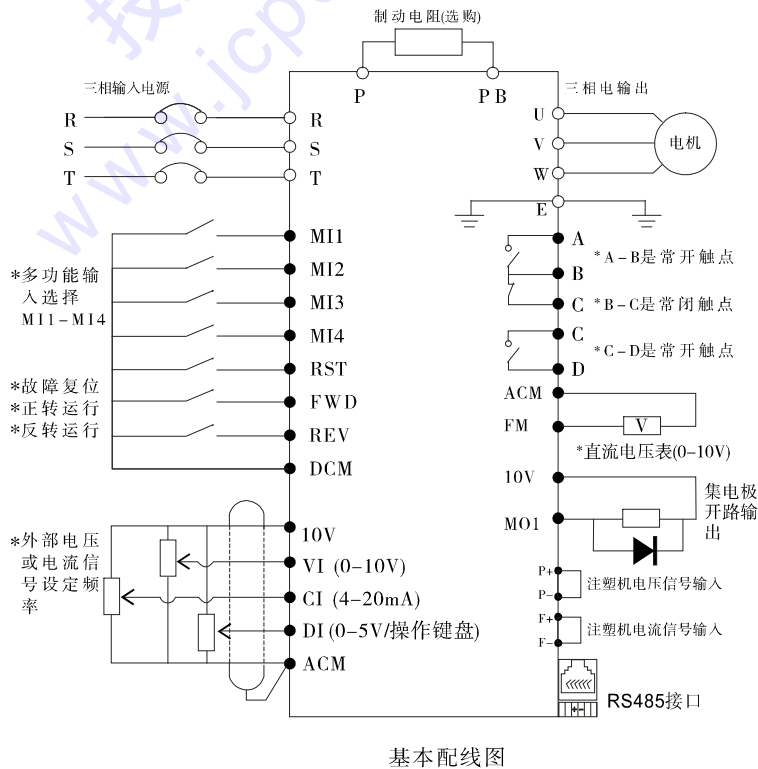 制动电阻(选购)
P
PB
三相输入电源
R
S
T
R
S
T
三相电输出
U
V
W
电机
E
*多功能输
入选择
MI1-MI4
*故障复位
*正转运行
*反转运行
MI1
MI2
MI3
MI4
RST
FWD
REV
DCM
A
B
C
C
D
*A-B是常开触点
*B-C是常闭触点
*C-D是常开触点
ACM
FM
V
*直流电压表(0-10V)
10V
MO1
集电极
开路输
出
*外部电压
或电流信
号设定频
率
10V
VI (0-10V)
CI (4-20mA)
DI (0-5V/操作键盘)
ACM
P+
P-
注塑机电压信号输入
F+
F-
注塑机电流信号输入
+-
RS485接口
基本配线图
www.jcpc